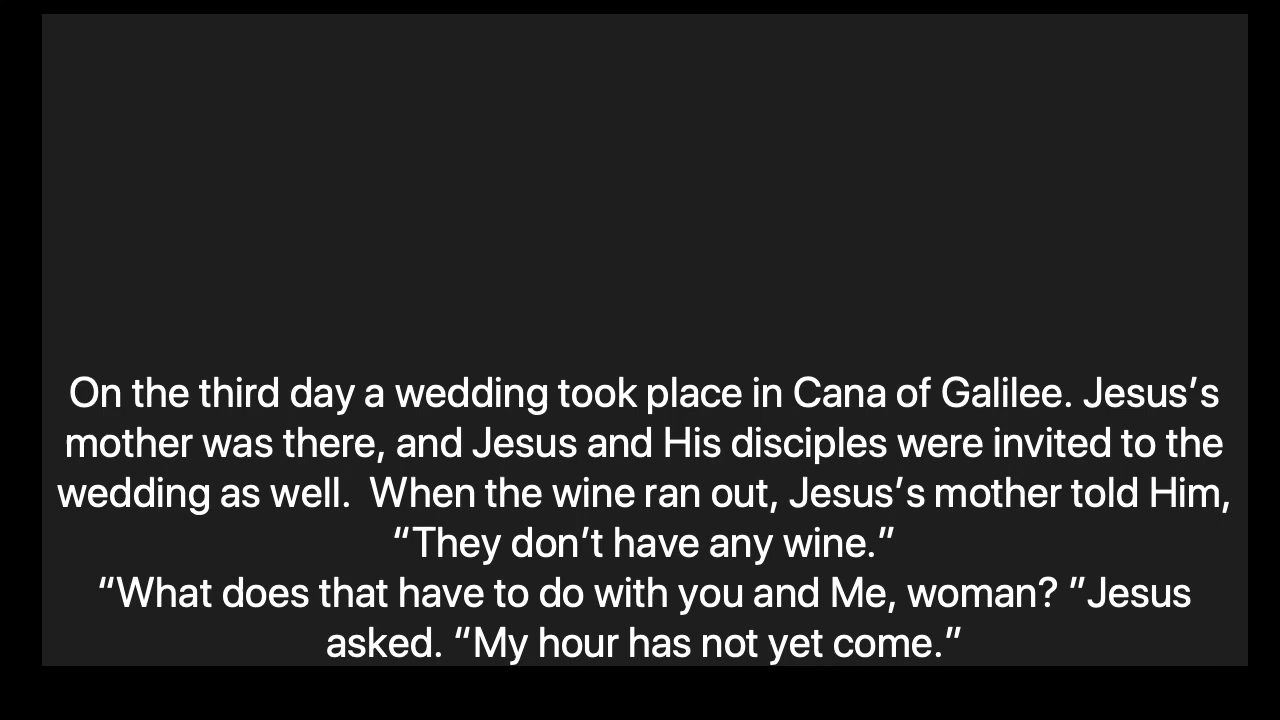 On the third day a wedding took place in Cana of Galilee. Jesus’s
mother was there, and Jesus and His disciples were invited to the
wedding as well.  When the wine ran out, Jesus’s mother told Him,
“They don’t have any wine.”
“What does that have to do with you and Me, woman? ”Jesus
asked. “My hour has not yet come.”